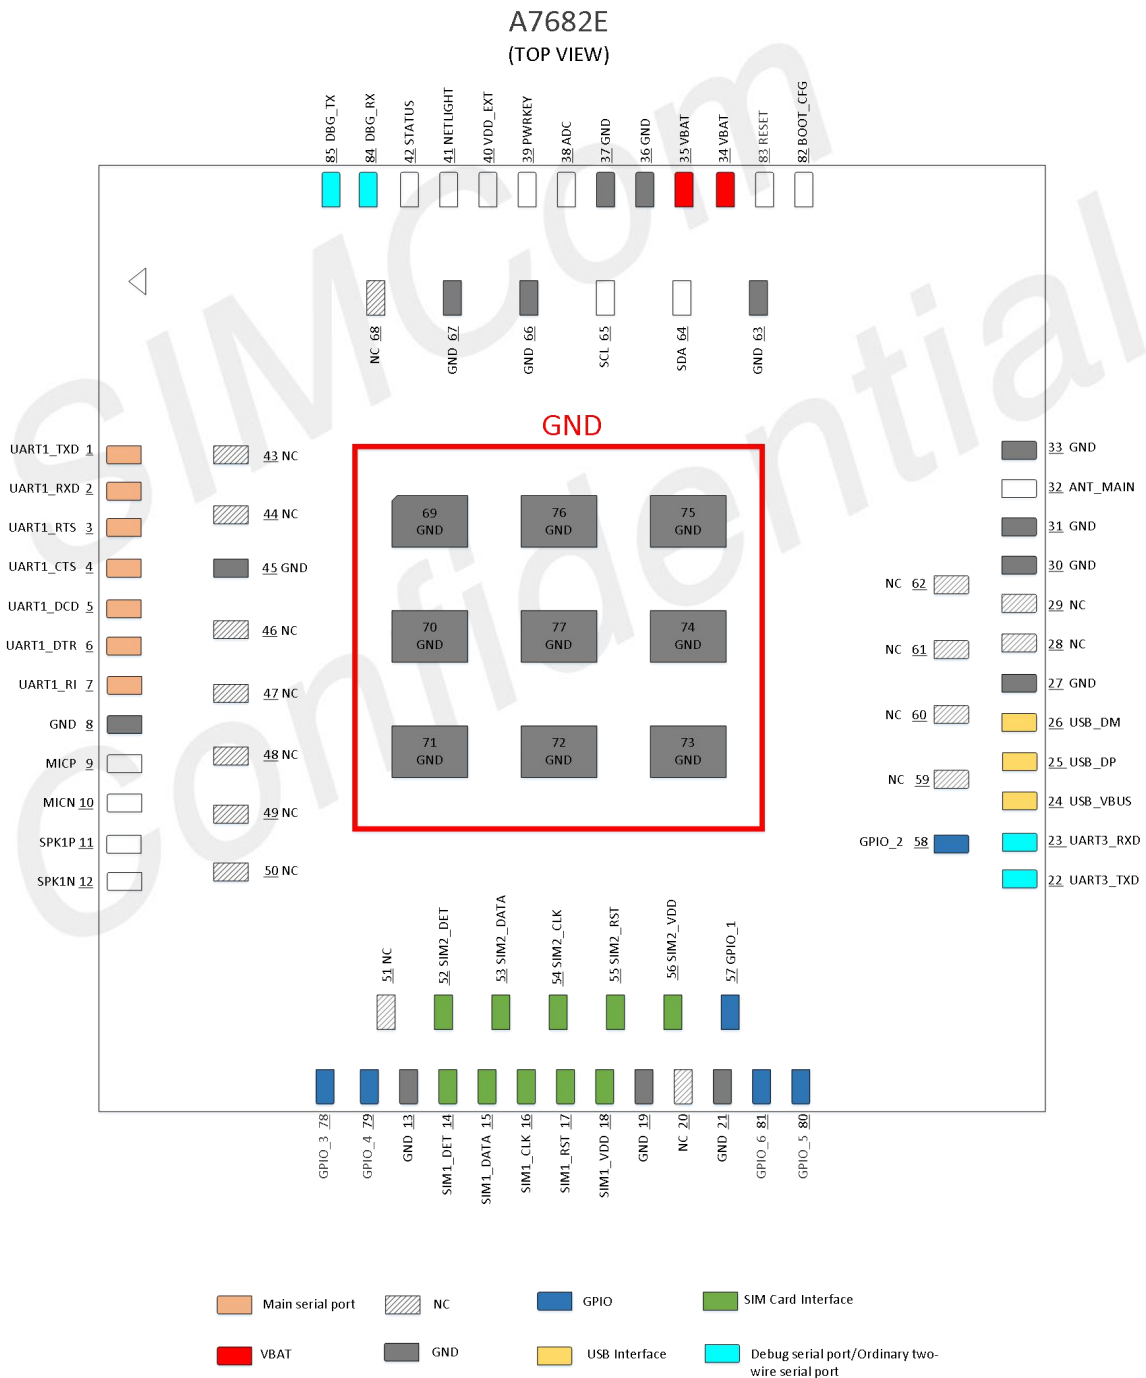 A7682E
(TOP VIEW)
85 DBG_TX
84 DBG_RX
42 STATUS
41 NETLIGHT
40 VDD_EXT
39 PWRKEY
38 ADC
37 GND
36 GND
35 VBAT
34 VBAT
83 RESET
82 BOOT_CFG
NC 68
GND 67
GND 66
SCL 65
SDA 64
GND 63
GND
UART1_TXD 1
UART1_RXD 2
UART1_RTS 3
UART1_CTS 4
UART1_DCD 5
UART1_DTR 6
UART1_RI 7
GND 8
MICP 9
MICN 10
SPK1P 11
SPK1N 12
43 NC
44 NC
45 GND
46 NC
47 NC
48 NC
49 NC
50 NC
69
GND
76
GND
75
GND
70
GND
77
GND
74
GND
71
GND
72
GND
73
GND
NC 62
NC 61
NC 60
NC 59
GPIO_2 58
33 GND
32 ANT_MAIN
31 GND
30 GND
29 NC
28 NC
27 GND
26 USB_DM
25 USB_DP
24 USB_VBUS
23 UART3_RXD
22 UART3_TXD
51 NC
52 SIM2_DET
53 SIM2_DATA
54 SIM2_CLK
55 SIM2_RST
56 SIM2_VDD
57 GPIO_1
GPIO_3 78
GPIO_4 79
GND 13
SIM1_DET 14
SIM1_DATA 15
SIM1_CLK 16
SIM1_RST 17
SIM1_VDD 18
GND 19
NC 20
GND 21
GPIO_6 81
GPIO_5 80
Main serial port
NC
GPIO
SIM Card Interface
VBAT
GND
USB Interface
Debug serial port/Ordinary two-
wire serial port
SIMCom
Confidential